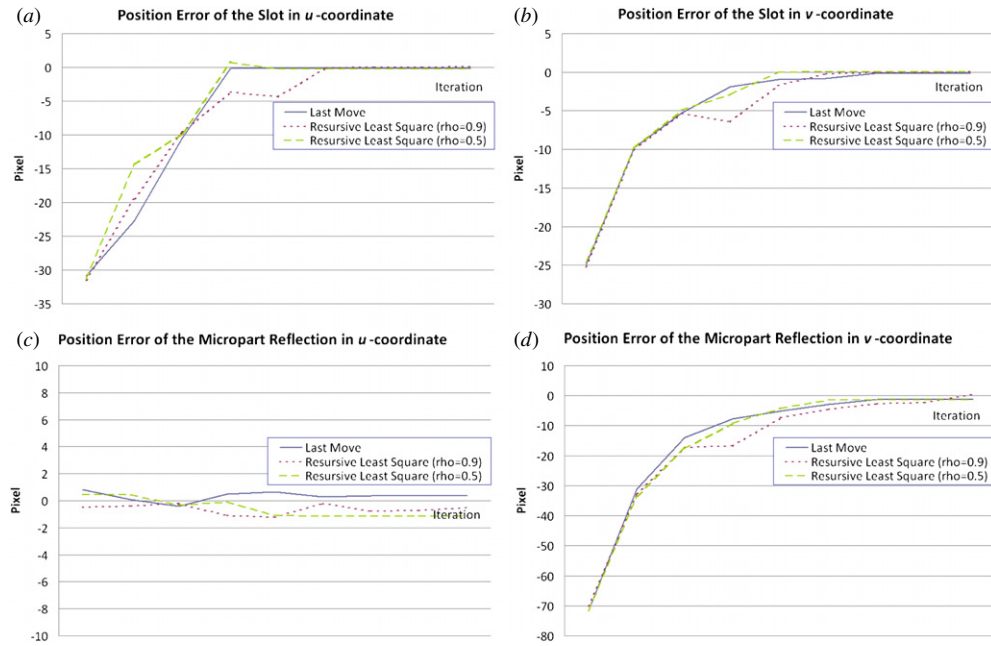 (a) Position Error of the Slot in u-coordinate
5
0
-5
-10
-15
-20
-25
-30
-35
Pixel
Iteration
Last Move
Resursive Least Square (rho=0.9)
Resursive Least Square (rho=0.5)
(b) Position Error of the Slot in v-coordinate
5
0
-5
-10
-15
-20
-25
-30
Pixel
Iteration
Last Move
Resursive Least Square (rho=0.9)
Resursive Least Square (rho=0.5)
(c) Position Error of the Micropart Reflection in u-coordinate
10
8
6
4
2
0
-2
-4
-6
-8
-10
Pixel
Last Move
Resursive Least Square (rho=0.9)
Resursive Least Square (rho=0.5)
Iteration
(d) Position Error of the Micropart Reflection in v-coordinate
10
0
-10
-20
-30
-40
-50
-60
-70
-80
Pixel
Iteration
Last Move
Resursive Least Square (rho=0.9)
Resursive Least Square (rho=0.5)